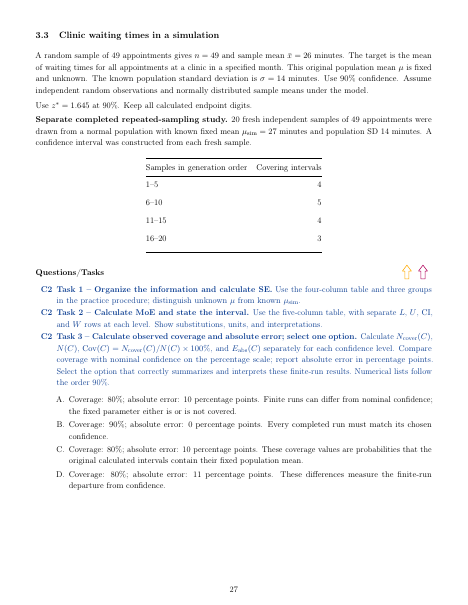 3.3 Clinic waiting times in a simulation
A random sample of 49 appointments gives n = 49 and sample mean x̄ = 26 minutes. The target is the mean
of waiting times for all appointments at a clinic in a specified month. This original population mean μ is fixed
and unknown. The known population standard deviation is σ = 14 minutes. Use 90% confidence. Assume
independent random observations and normally distributed sample means under the model.
Use z* = 1.645 at 90%. Keep all calculated endpoint digits.
Separate completed repeated-sampling study. 20 fresh independent samples of 49 appointments were
drawn from a normal population with known fixed mean μsim = 27 minutes and population SD 14 minutes. A
confidence interval was constructed from each fresh sample.
Samples in generation order Covering intervals
1–5 4
6–10 5
11–15 4
16–20 3
Questions/Tasks
C2 Task 1 – Organize the information and calculate SE. Use the four-column table and three groups
in the practice procedure; distinguish unknown μ from known μsim.
C2 Task 2 – Calculate MoE and state the interval. Use the five-column table, with separate L, U, CI,
and W rows at each level. Show substitutions, units, and interpretations.
C2 Task 3 – Calculate observed coverage and absolute error; select one option. Calculate Ncover(C),
N(C), Cov(C) = Ncover(C)/N(C) × 100%, and Eabs(C) separately for each confidence level. Compare
coverage with nominal confidence on the percentage scale; report absolute error in percentage points.
Select the option that correctly summarizes and interprets these finite-run results. Numerical lists follow
the order 90%.
A. Coverage: 80%; absolute error: 10 percentage points. Finite runs can differ from nominal confidence;
the fixed parameter either is or is not covered.
B. Coverage: 90%; absolute error: 0 percentage points. Every completed run must match its chosen
confidence.
C. Coverage: 80%; absolute error: 10 percentage points. These coverage values are probabilities that the
original calculated intervals contain their fixed population mean.
D. Coverage: 80%; absolute error: 11 percentage points. These differences measure the finite-run
departure from confidence.
27